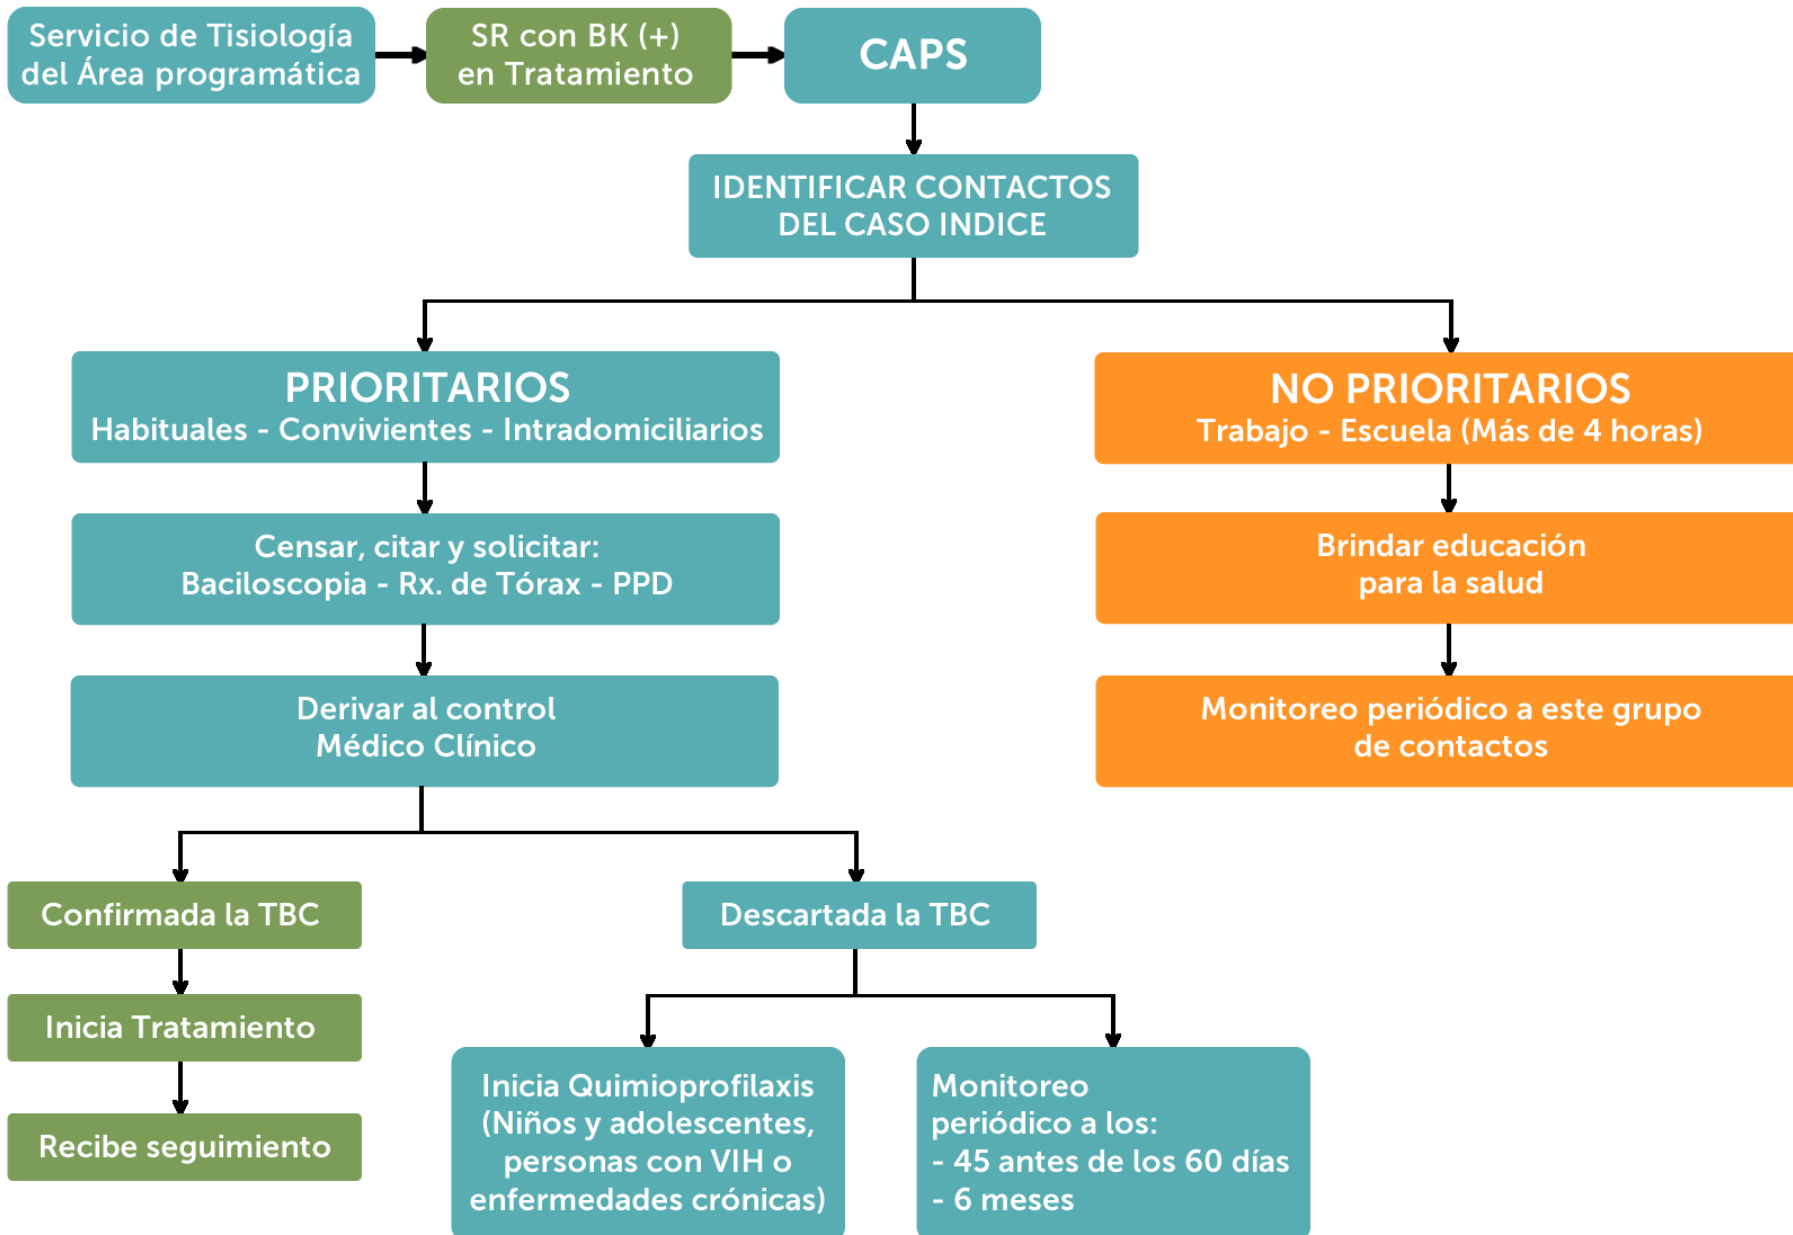 Servicio de Tisiología
del Área programática
SR con BK (+)
en Tratamiento
CAPS
IDENTIFICAR CONTACTOS
DEL CASO INDICE
PRIORITARIOS
Habituales - Convivientes - Intradomiciliarios
NO PRIORITARIOS
Trabajo - Escuela (Más de 4 horas)
Censar, citar y solicitar:
Baciloscopia - Rx. de Tórax - PPD
Brindar educación
para la salud
Derivar al control
Médico Clínico
Monitoreo periódico a este grupo
de contactos
Confirmada la TBC
Descartada la TBC
Inicia Tratamiento
Recibe seguimiento
Inicia Quimioprofilaxis
(Niños y adolescentes,
personas con VIH o
enfermedades crónicas)
Monitoreo
periódico a los:
- 45 antes de los 60 días
- 6 meses